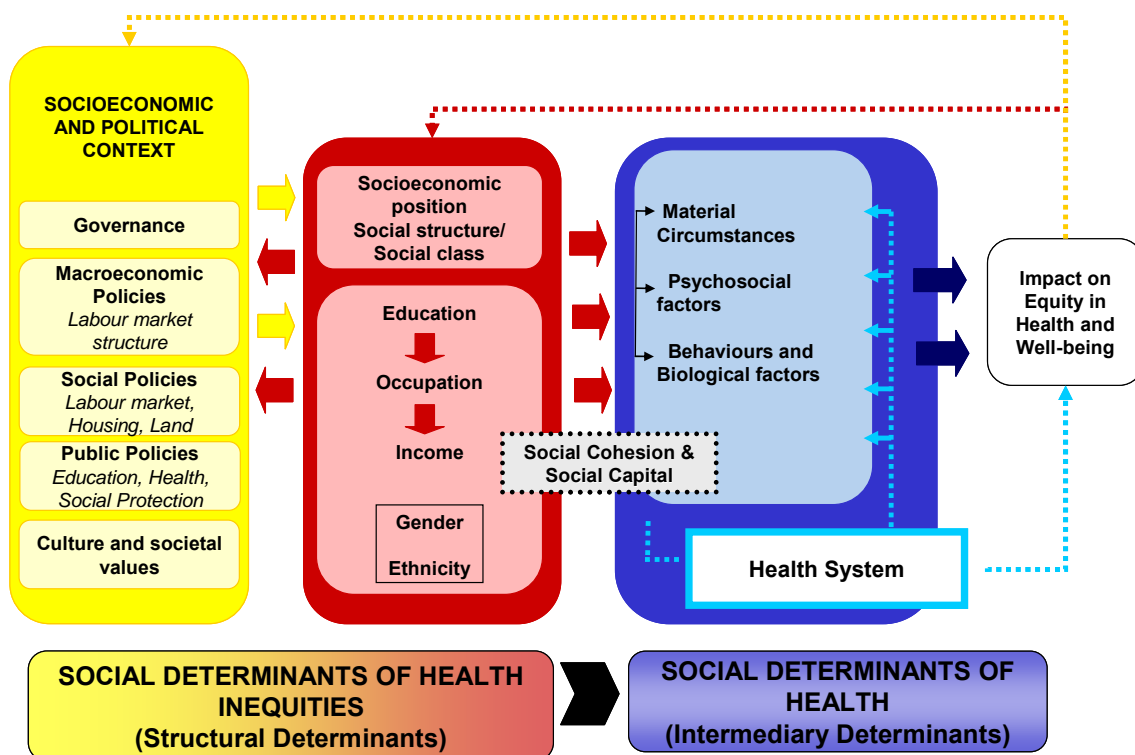 SOCIOECONOMIC
AND POLITICAL
CONTEXT
Governance
Macroeconomic
Policies
Labour market
structure
Social Policies
Labour market,
Housing, Land
Public Policies
Education, Health,
Social Protection
Culture and societal
values
Socioeconomic
position
Social structure/
Social class
Education
Occupation
Income
Gender
Ethnicity
Social Cohesion &
Social Capital
Material
Circumstances
Psychosocial
factors
Behaviours and
Biological factors
Health System
Impact on
Equity in
Health and
Well-being
SOCIAL DETERMINANTS OF HEALTH
INEQUITIES
(Structural Determinants)
SOCIAL DETERMINANTS OF
HEALTH
(Intermediary Determinants)